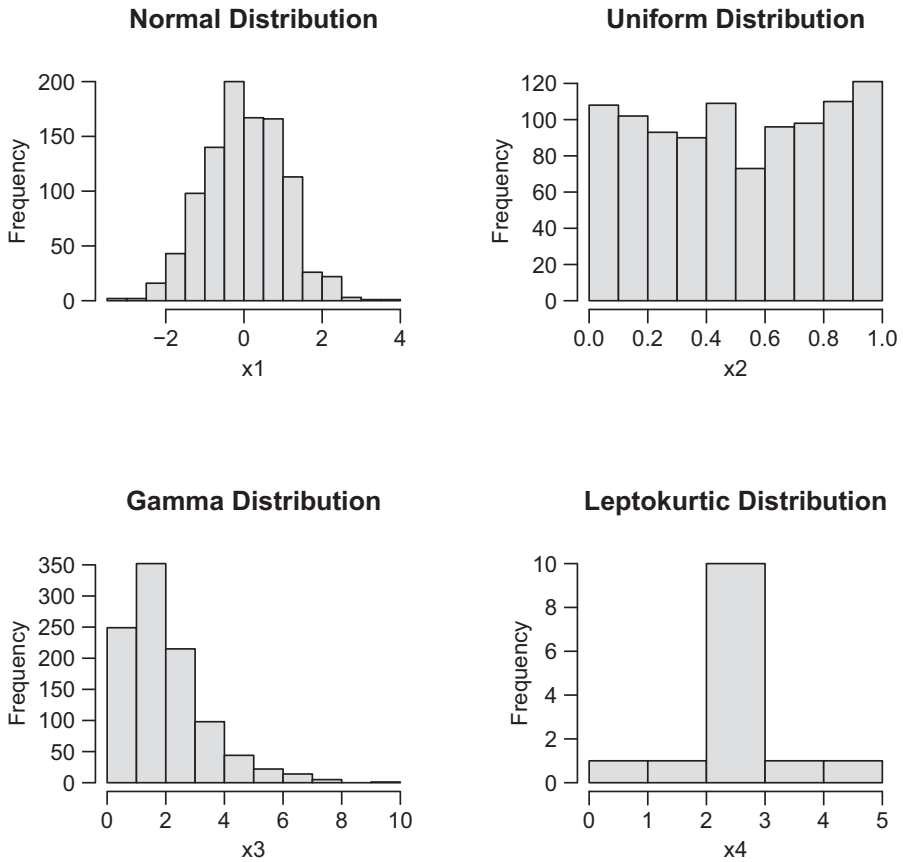 Normal Distribution
Frequency
200
150
100
50
0
−2 0 2 4
x1
Uniform Distribution
Frequency
120
100
80
60
40
20
0
0.0 0.2 0.4 0.6 0.8 1.0
x2
Gamma Distribution
Frequency
350
300
250
200
150
100
50
0
0 2 4 6 8 10
x3
Leptokurtic Distribution
Frequency
10
8
6
4
2
0
0 1 2 3 4 5
x4